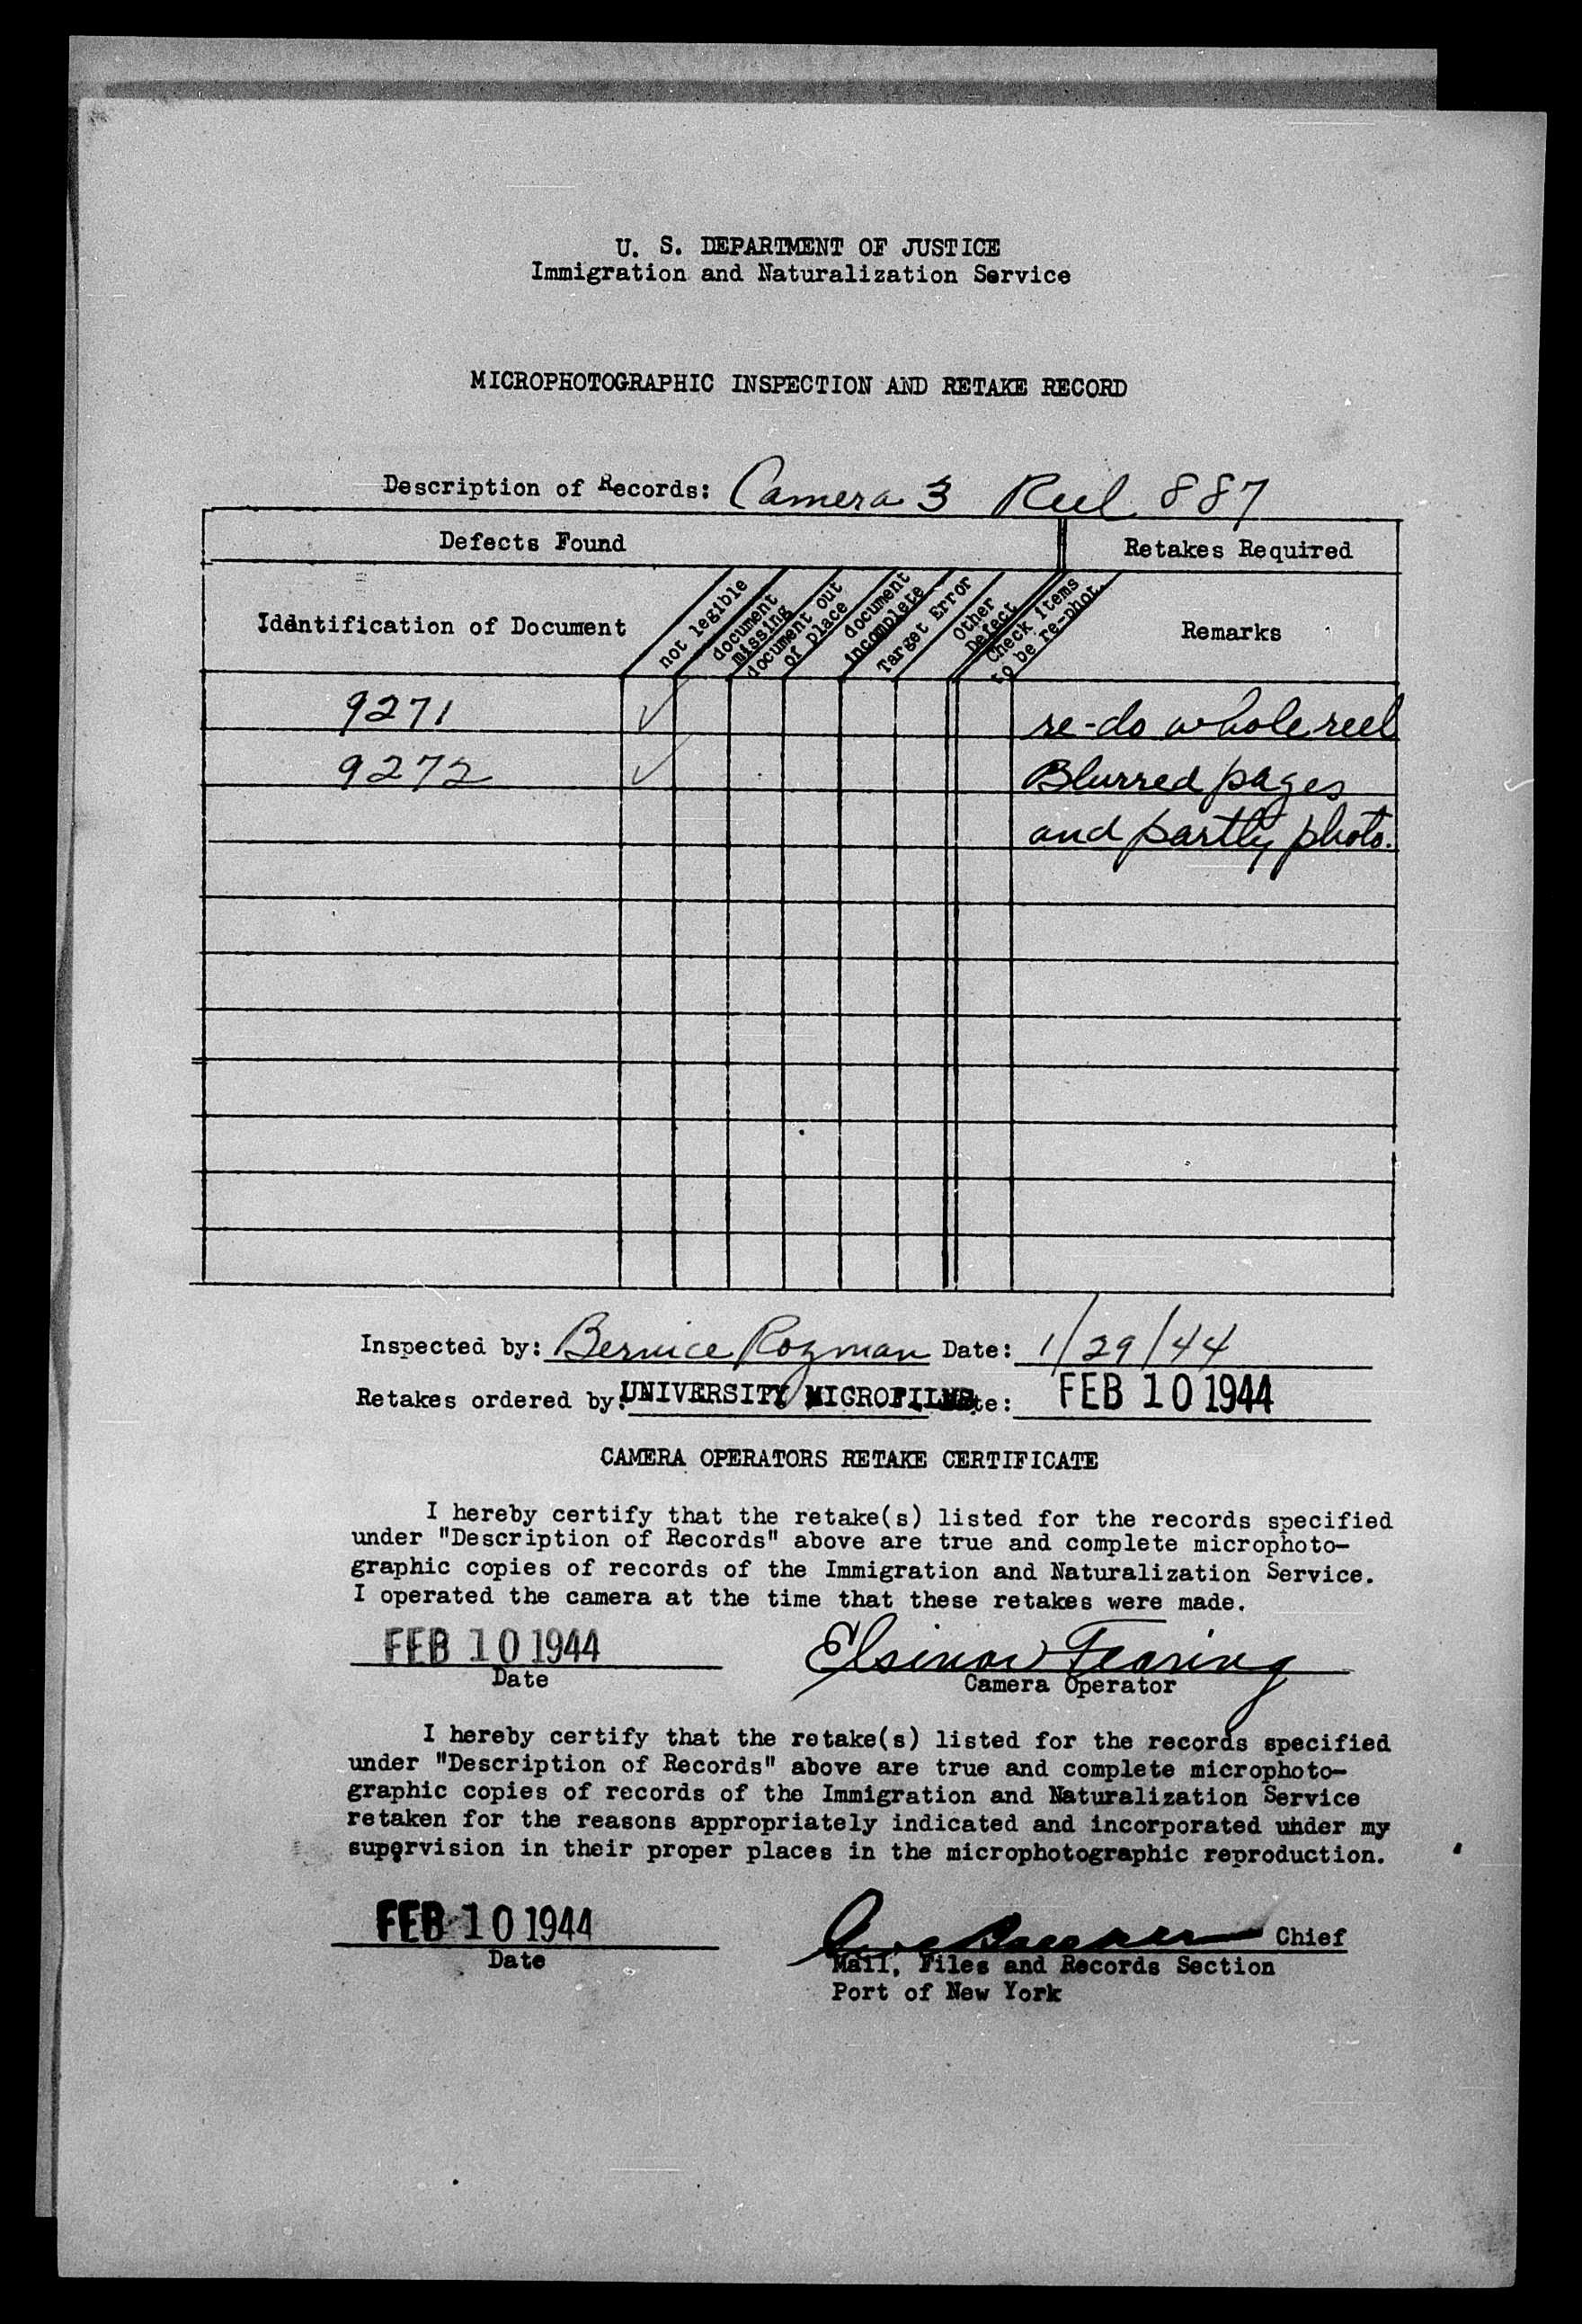 U. S. DEPARTMENT OF JUSTICE
Immigration and Naturalization Service
MICROPHOTOGRAPHIC INSPECTION AND RETAKE RECORD
Description of Records: Camera 3 Reel 887
Defects Found
Retakes Required
Identification of Document
not legible
document
missing
document out
of place
document
incomplete
Target Error
Other
Defect
Check items
to be re-phot.
Remarks
9271 ✓ re-do whole reel
9272 ✓ Blurred pages
and partly photo.
Inspected by: Bernice Rozman Date: 1/29/44
Retakes ordered by: UNIVERSITY MICROFILMS Date: FEB 10 1944
CAMERA OPERATORS RETAKE CERTIFICATE
I hereby certify that the retake(s) listed for the records specified
under "Description of Records" above are true and complete microphoto-
graphic copies of records of the Immigration and Naturalization Service.
I operated the camera at the time that these retakes were made.
FEB 10 1944 Elsinor Fearing
Date
Camera Operator
I hereby certify that the retake(s) listed for the records specified
under "Description of Records" above are true and complete microphoto-
graphic copies of records of the Immigration and Naturalization Service
retaken for the reasons appropriately indicated and incorporated under my
supervision in their proper places in the microphotographic reproduction.
FEB 10 1944
Chief
Date
Mail, Files and Records Section
Port of New York